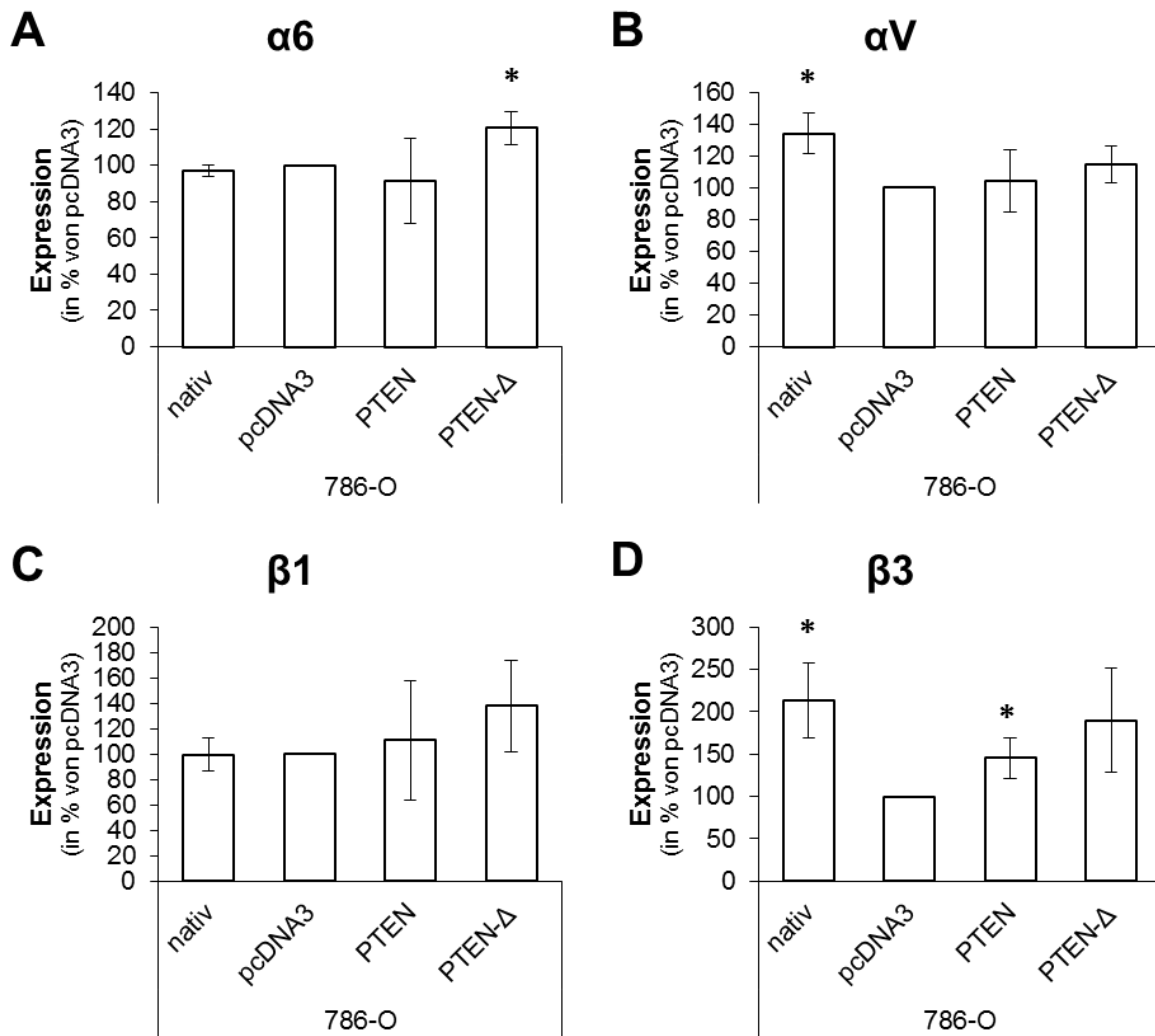 A
α6
Expression
(in % von pcDNA3)
*
140
120
100
80
60
40
20
0
nativ
pcDNA3
PTEN
PTEN-Δ
786-O
B
αV
Expression
(in % von pcDNA3)
*
160
140
120
100
80
60
40
20
0
nativ
pcDNA3
PTEN
PTEN-Δ
786-O
C
β1
Expression
(in % von pcDNA3)
200
180
160
140
120
100
80
60
40
20
0
nativ
pcDNA3
PTEN
PTEN-Δ
786-O
D
β3
Expression
(in % von pcDNA3)
*
*
300
250
200
150
100
50
0
nativ
pcDNA3
PTEN
PTEN-Δ
786-O